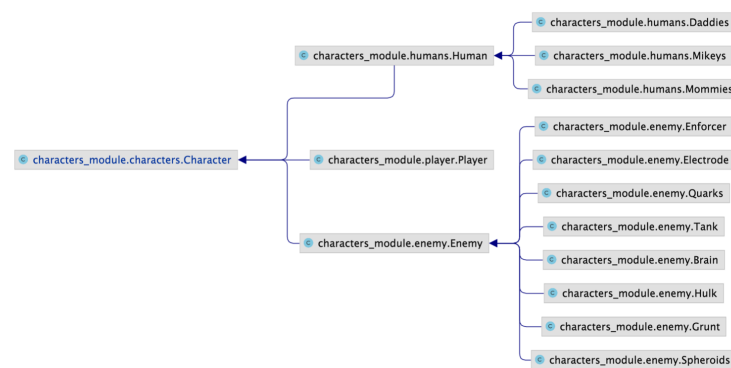 characters_module.humans.Daddies
characters_module.humans.Human
characters_module.humans.Mikeys
characters_module.humans.Mommies
characters_module.enemy.Enforcer
characters_module.characters.Character
characters_module.player.Player
characters_module.enemy.Electrode
characters_module.enemy.Quarks
characters_module.enemy.Tank
characters_module.enemy.Enemy
characters_module.enemy.Brain
characters_module.enemy.Hulk
characters_module.enemy.Grunt
characters_module.enemy.Spheroids